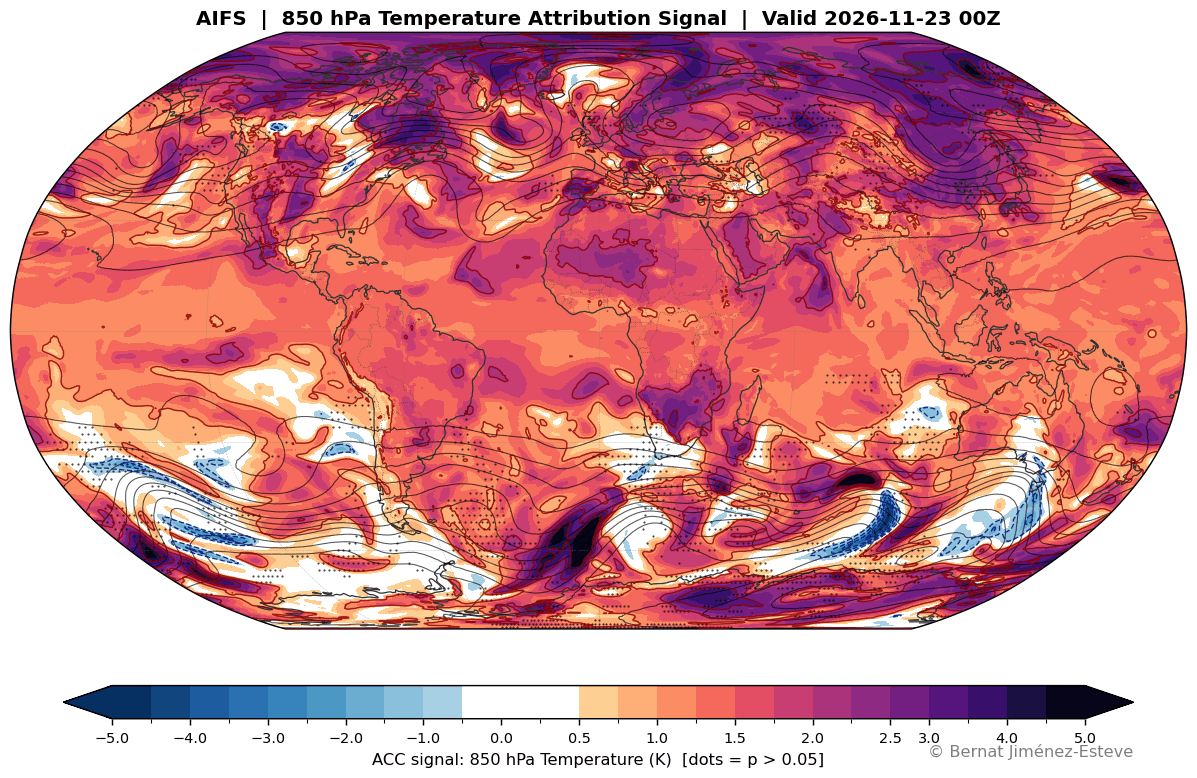 AIFS | 850 hPa Temperature Attribution Signal | Valid 2026-11-23 00Z
−5.0 −4.0 −3.0 −2.0 −1.0 0.0 0.5 1.0 1.5 2.0 2.5 3.0 4.0 5.0
ACC signal: 850 hPa Temperature (K) [dots = p > 0.05]
© Bernat Jiménez-Esteve